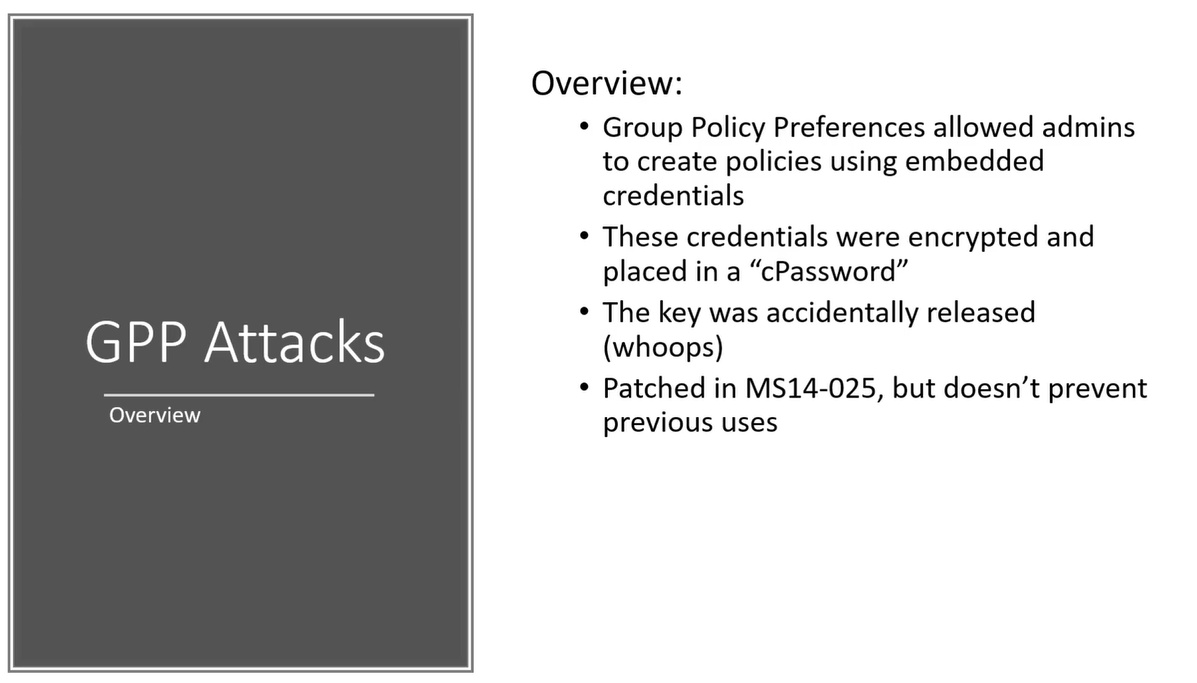 GPP Attacks
Overview
Overview:
• Group Policy Preferences allowed admins
to create policies using embedded
credentials
• These credentials were encrypted and
placed in a “cPassword”
• The key was accidentally released
(whoops)
• Patched in MS14-025, but doesn’t prevent
previous uses